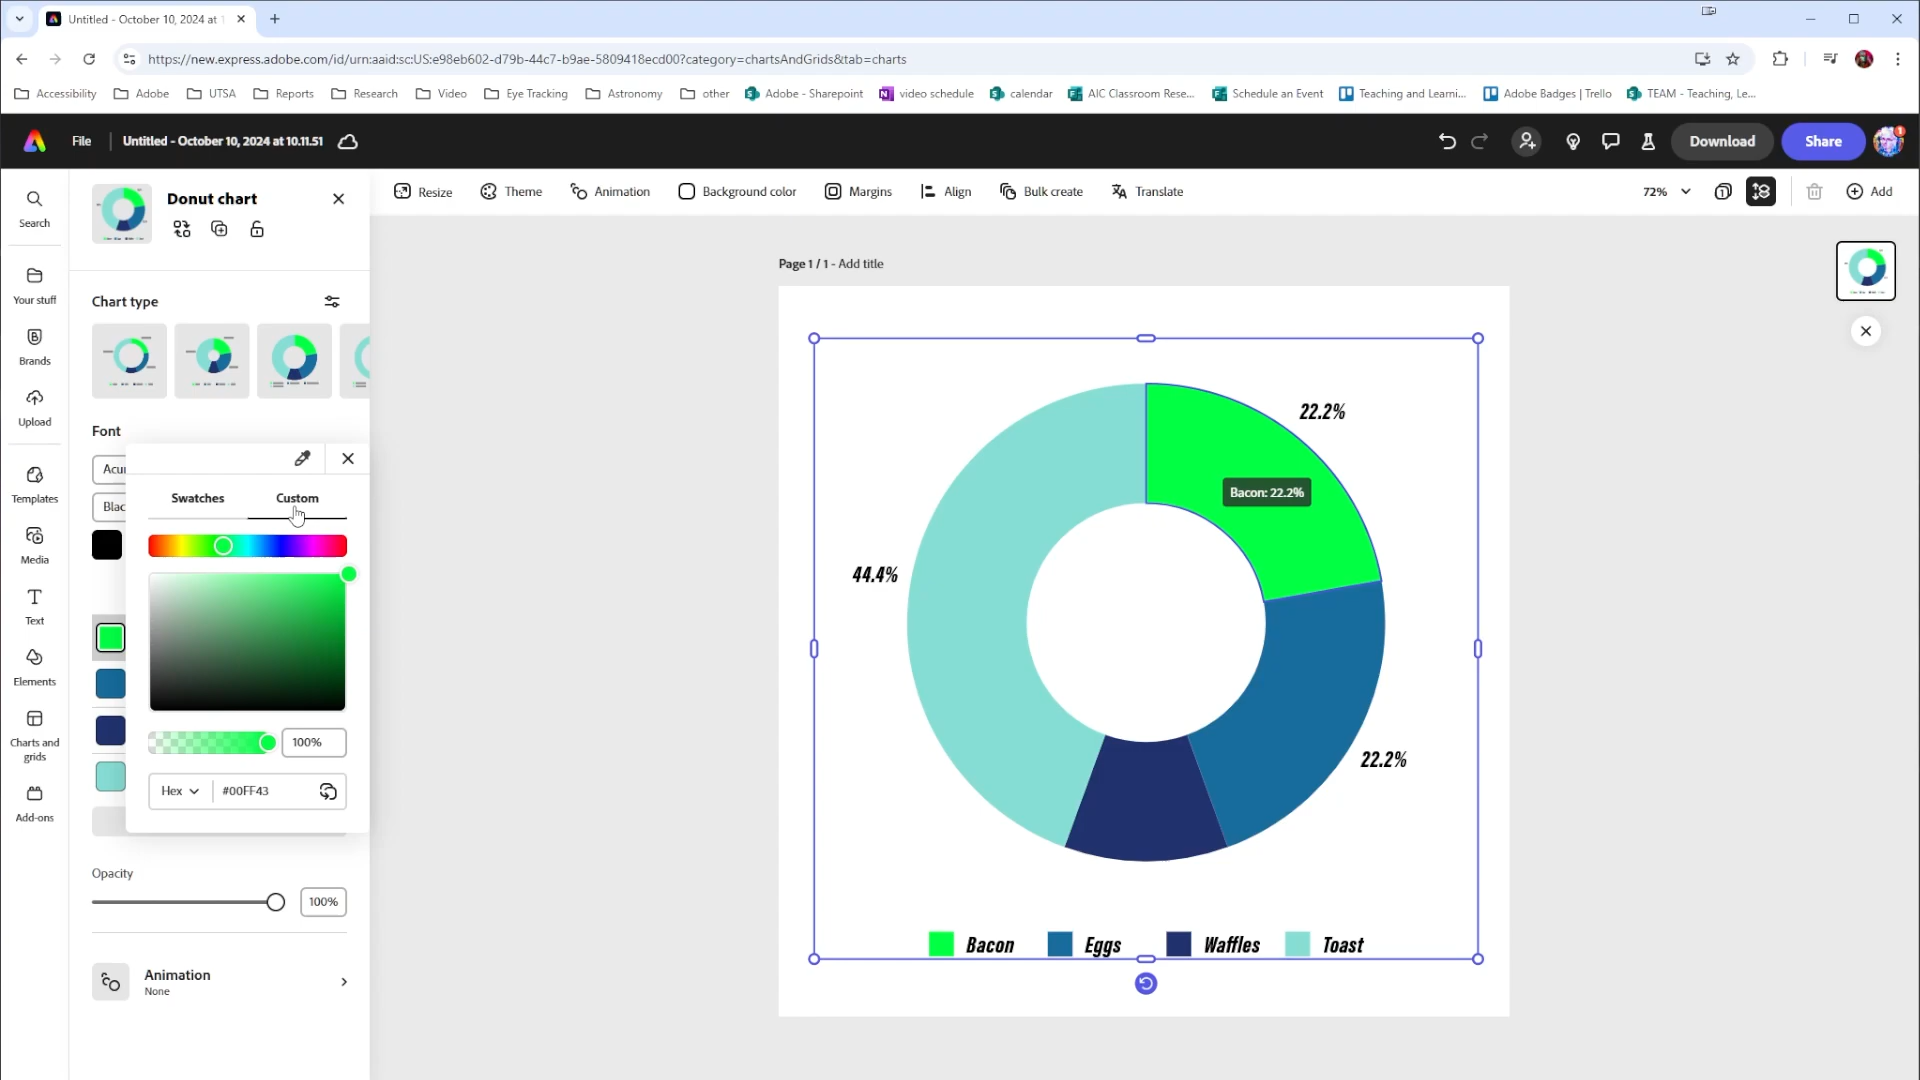 Untitled - October 10, 2024 at 1
https://new.express.adobe.com/id/urn:aaid:sc:US:e98eb602-d79b-44c7-b9ae-5809418ecd00?category=chartsAndGrids&tab=charts
Accessibility Adobe UTSA Reports Research Video Eye Tracking Astronomy other Adobe - Sharepoint video schedule calendar AIC Classroom Rese... Schedule an Event Teaching and Learni... Adobe Badges | Trello TEAM - Teaching, Le...
File Untitled - October 10, 2024 at 10.11.51 Download Share 1
Resize Theme Animation Background color Margins Align Bulk create Translate 72% 1 Add
Search
Your stuff
Brands
Upload
Templates
Media
Text
Elements
Charts and
grids
Add-ons
Donut chart
Chart type
Font
Acu
Blac
Swatches Custom
100%
Hex #00FF43
Opacity
100%
Animation
None
Page 1 / 1 - Add title
22.2%
Bacon: 22.2%
44.4%
22.2%
Bacon Eggs Waffles Toast